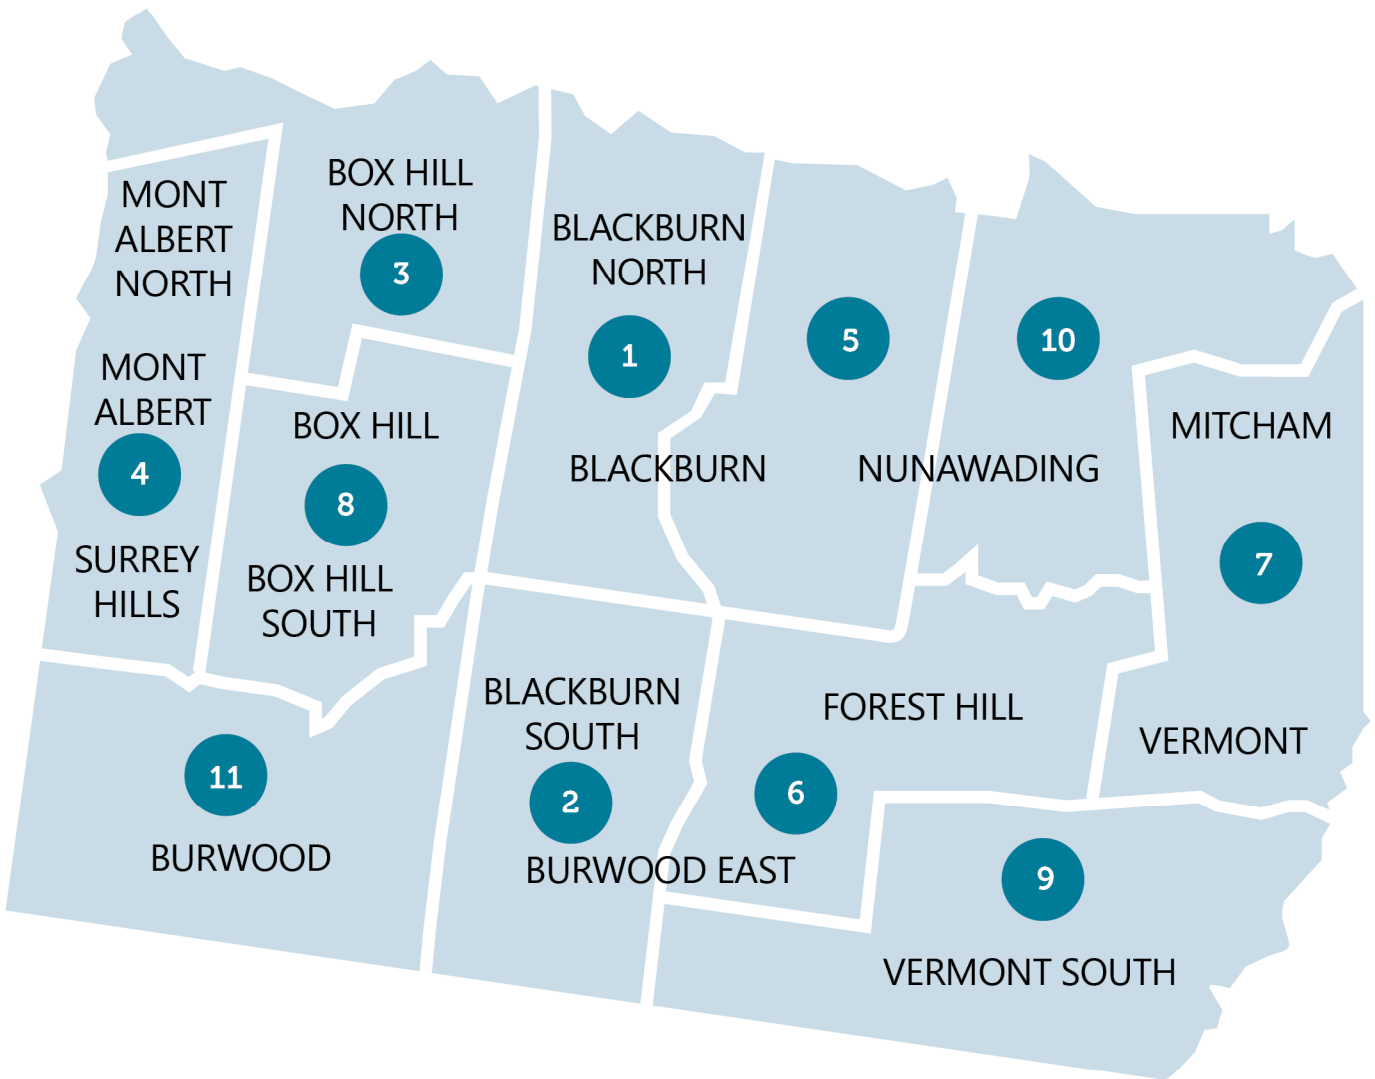 MONT
ALBERT
NORTH
BOX HILL
NORTH
3
BLACKBURN
NORTH
1
5
10
MONT
ALBERT
4
SURREY
HILLS
BOX HILL
8
BOX HILL
SOUTH
BLACKBURN
NUNAWADING
MITCHAM
7
VERMONT
BLACKBURN
SOUTH
2
FOREST HILL
6
BURWOOD EAST
11
BURWOOD
9
VERMONT SOUTH